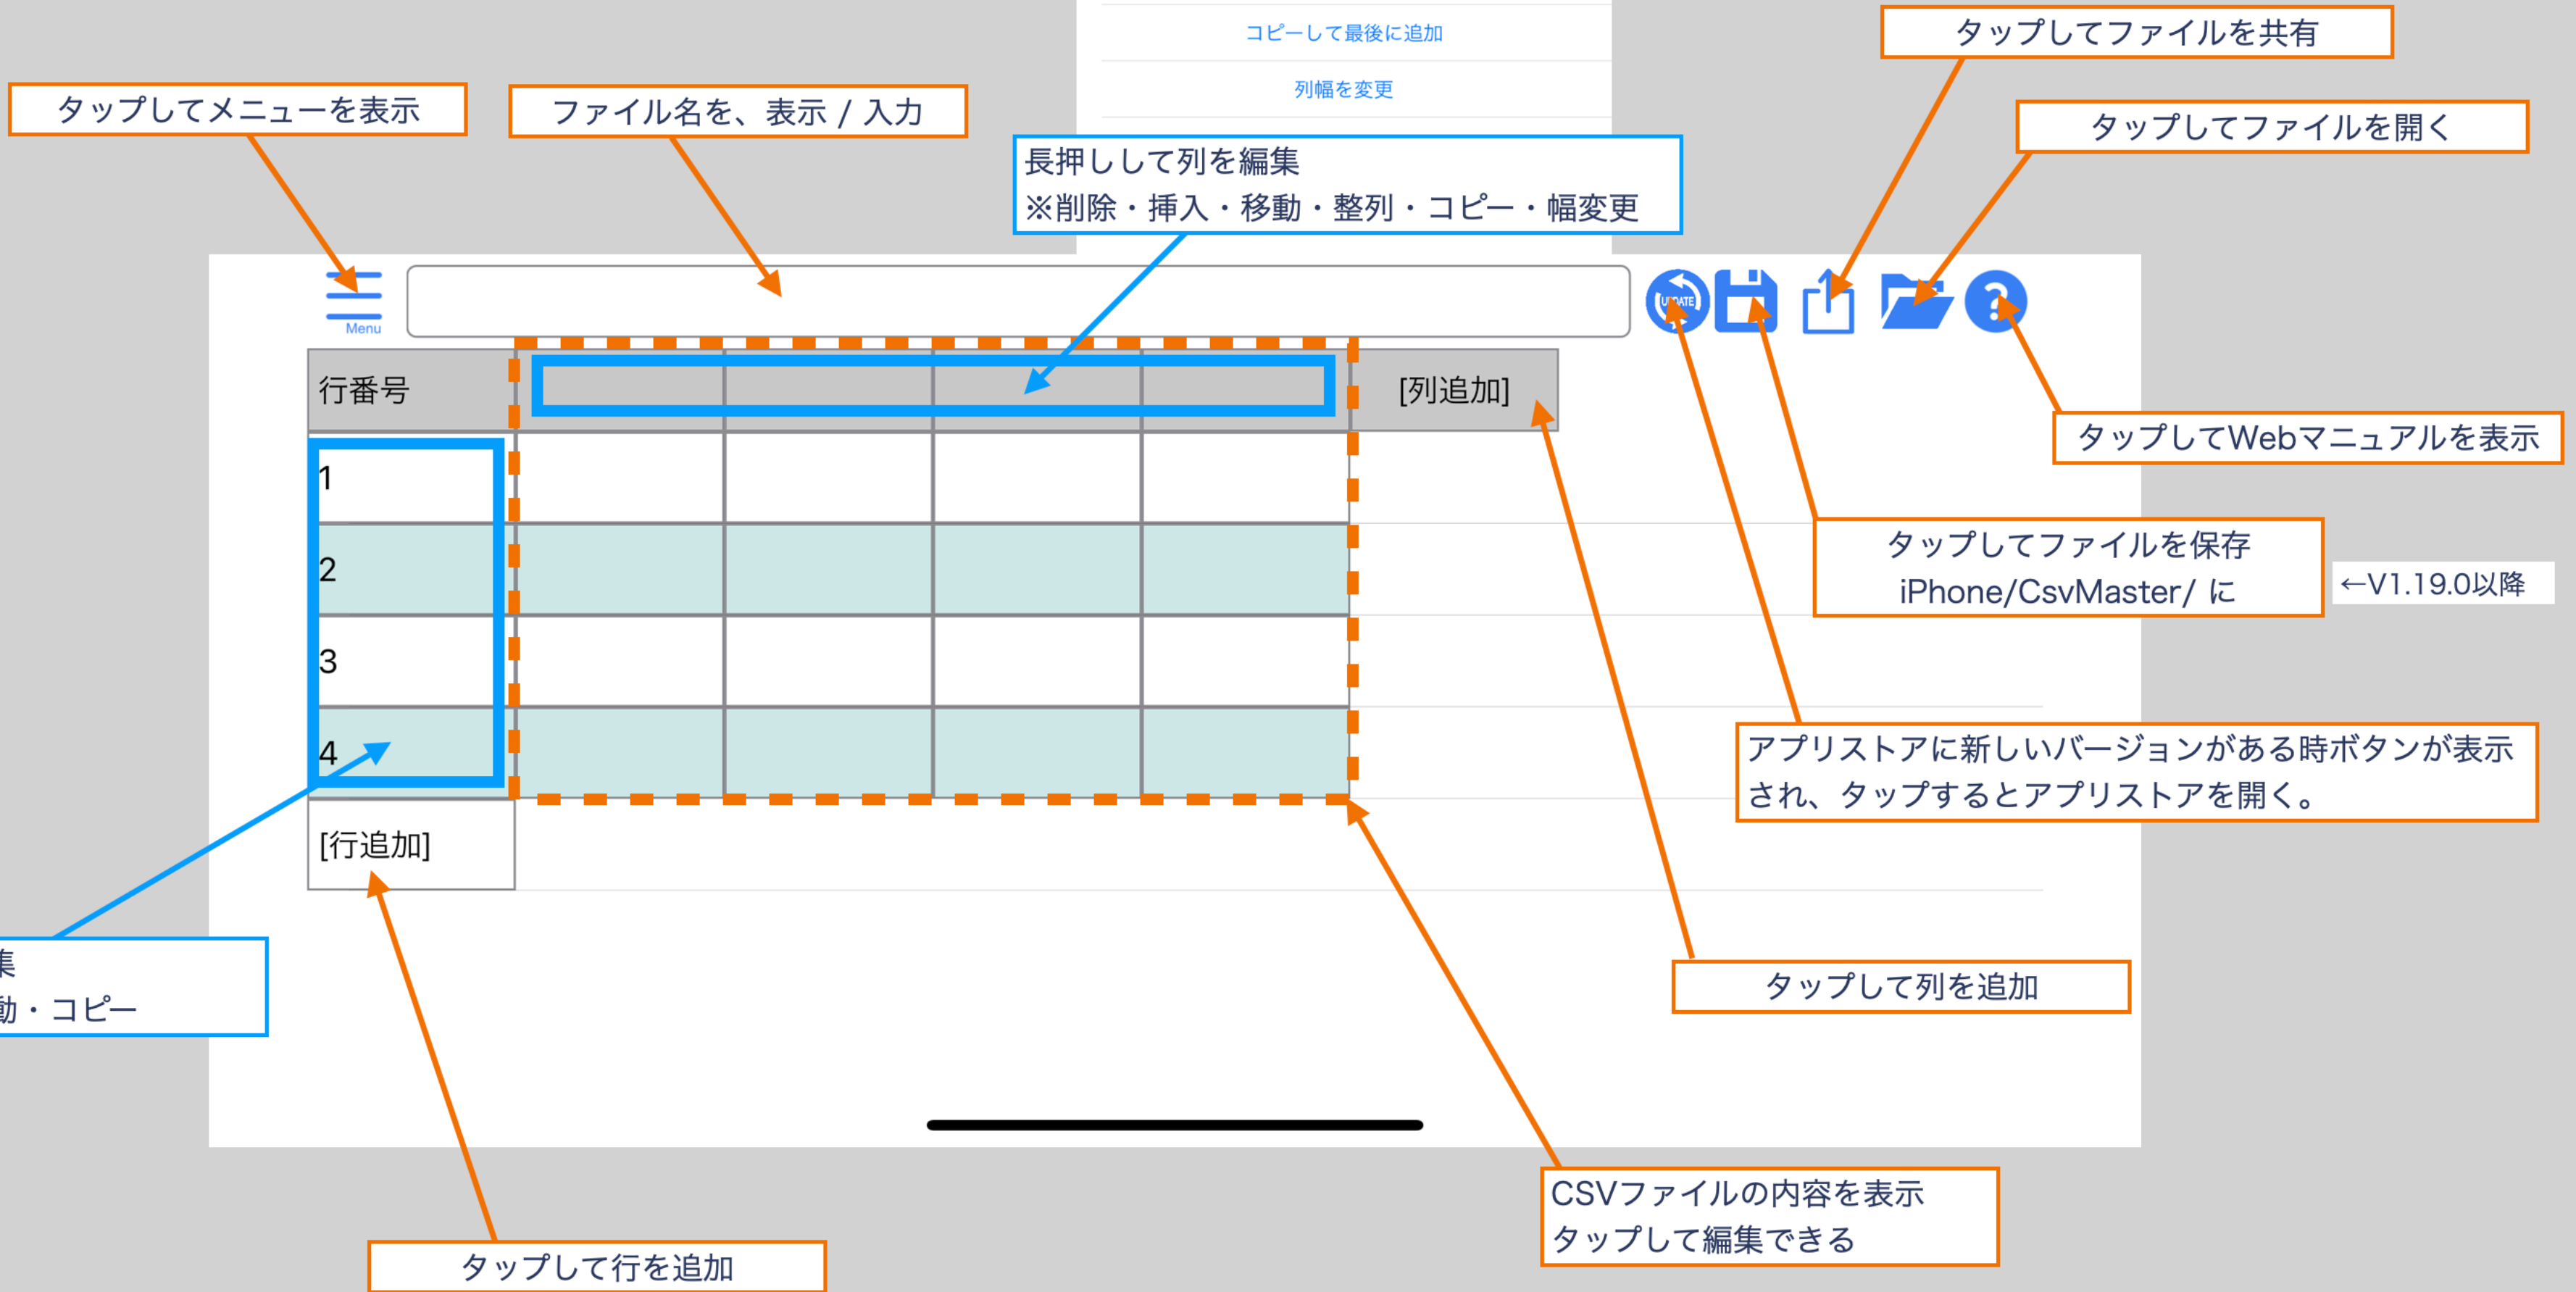 コピーして最後に追加
列幅を変更
タップしてファイルを共有
タップしてメニューを表示
ファイル名を、表示 / 入力
タップしてファイルを開く
長押しして列を編集
※削除・挿入・移動・整列・コピー・幅変更
Menu
UPDATE
行番号
[列追加]
タップしてWebマニュアルを表示
1
2
3
4
タップしてファイルを保存
iPhone/CsvMaster/ に
←V1.19.0以降
アプリストアに新しいバージョンがある時ボタンが表示
され、タップするとアプリストアを開く。
[行追加]
集
動・コピー
タップして列を追加
CSVファイルの内容を表示
タップして編集できる
タップして行を追加